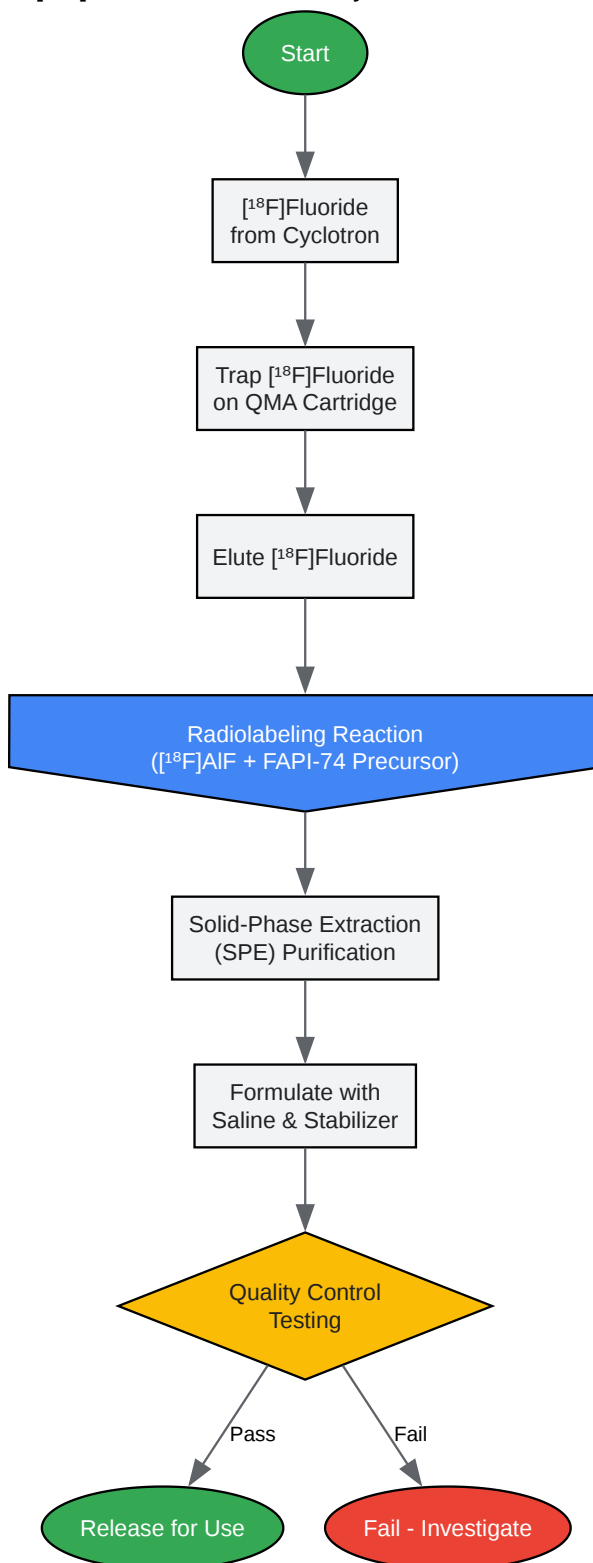 Start
[¹⁸F]Fluoride
from Cyclotron
Trap [¹⁸F]Fluoride
on QMA Cartridge
Elute [¹⁸F]Fluoride
Radiolabeling Reaction
([¹⁸F]AlF + FAPI-74 Precursor)
Solid-Phase Extraction
(SPE) Purification
Formulate with
Saline & Stabilizer
Quality Control
Testing
Pass
Fail
Release for Use
Fail - Investigate